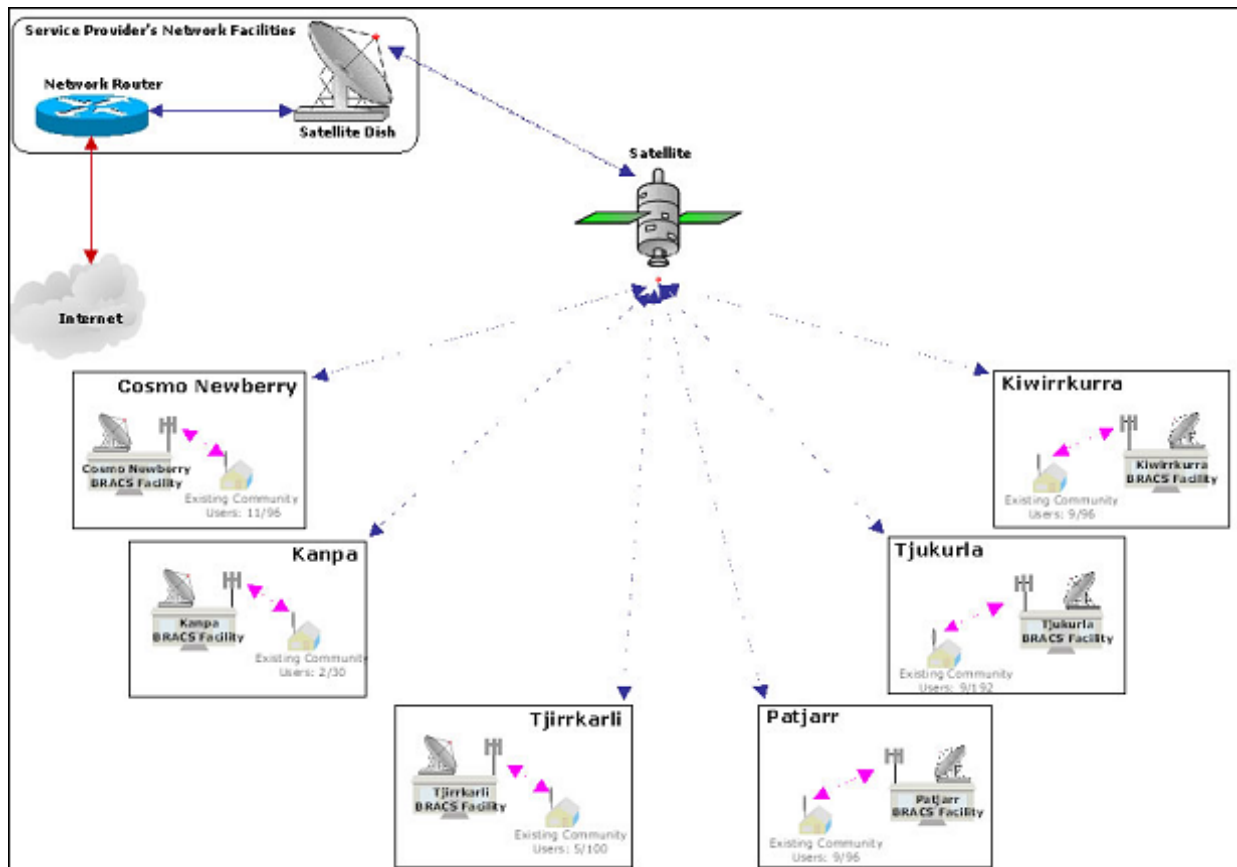 Service Provider's Network Facilities
Network Router
Satellite Dish
Satellite
Internet
Cosmo Newberry
Cosmo Newberry
BRACS Facility
Existing Community
Users: 11/96
Kiwirrkurra
Kiwirrkurra
BRACS Facility
Existing Community
Users: 9/96
Kanpa
Kanpa
BRACS Facility
Existing Community
Users: 2/30
Tjukurla
Tjukurla
BRACS Facility
Existing Community
Users: 9/192
Tjirrkarli
Tjirrkarli
BRACS Facility
Existing Community
Users: 5/100
Patjarr
Patjarr
BRACS Facility
Existing Community
Users: 9/96